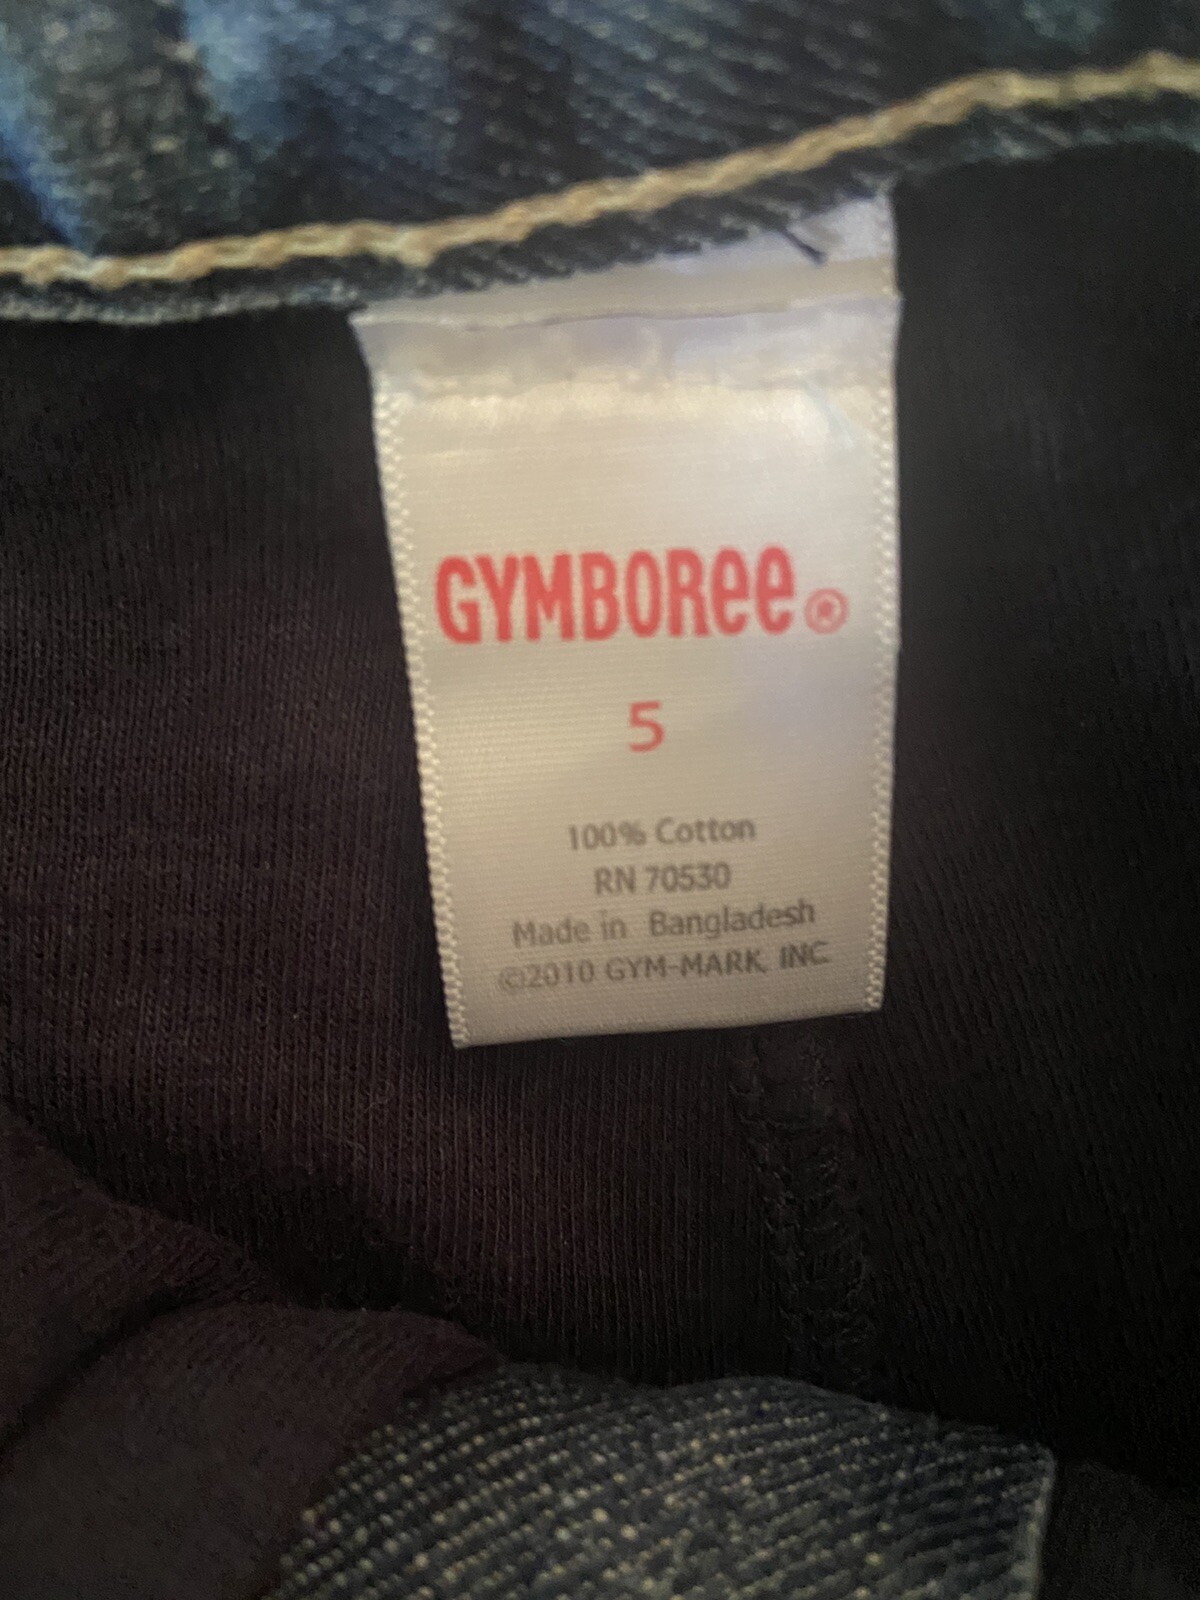 GYMBOREE®
5
100% Cotton
RN 70530
Made in Bangladesh
©2010 GYM-MARK, INC